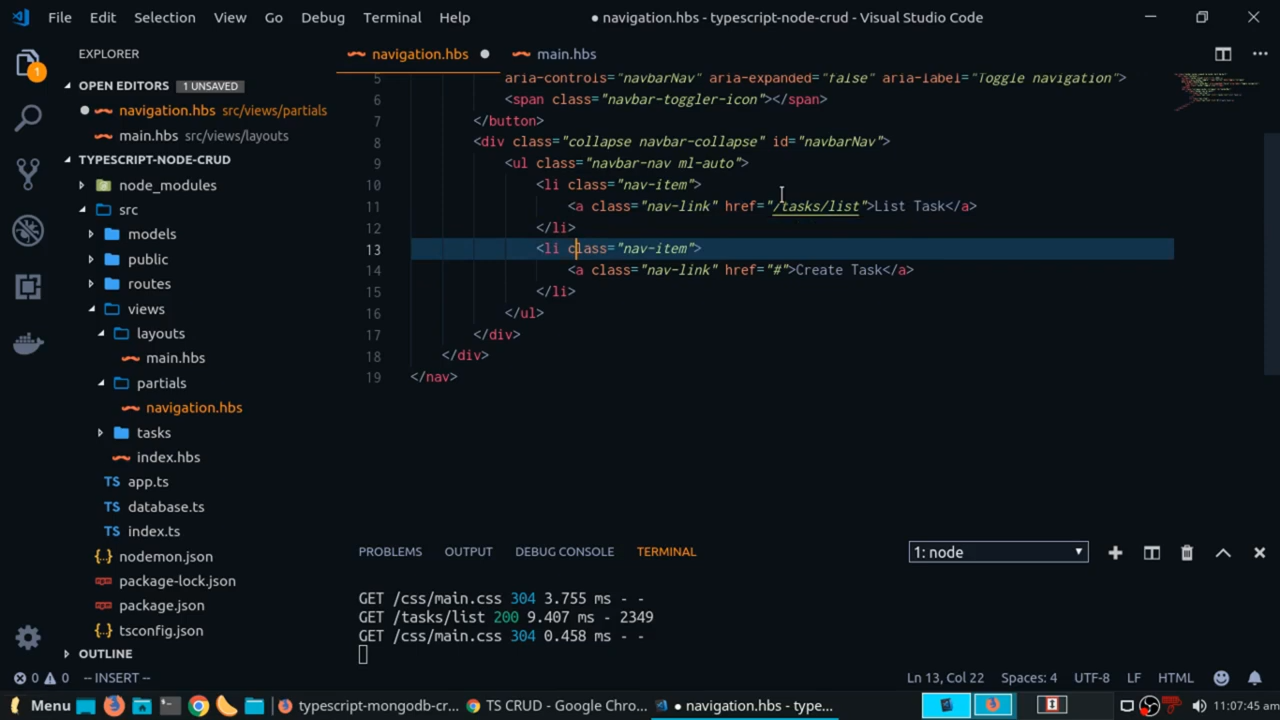 File Edit Selection View Go Debug Terminal Help
● navigation.hbs - typescript-node-crud - Visual Studio Code
EXPLORER
navigation.hbs ●
main.hbs
1
OPEN EDITORS 1 UNSAVED
navigation.hbs src/views/partials
main.hbs src/views/layouts
TYPESCRIPT-NODE-CRUD
node_modules
src
models
public
routes
views
layouts
main.hbs
partials
navigation.hbs
tasks
index.hbs
TS app.ts
TS database.ts
TS index.ts
{} nodemon.json
package-lock.json
package.json
{} tsconfig.json
OUTLINE
5 aria-controls="navbarNav" aria-expanded="false" aria-label="Toggle navigation">
6 <span class="navbar-toggler-icon"></span>
7 </button>
8 <div class="collapse navbar-collapse" id="navbarNav">
9 <ul class="navbar-nav ml-auto">
10 <li class="nav-item">
11 <a class="nav-link" href="/tasks/list">List Task</a>
12 </li>
13 <li class="nav-item">
14 <a class="nav-link" href="#">Create Task</a>
15 </li>
16 </ul>
17 </div>
18 </div>
19 </nav>
PROBLEMS OUTPUT DEBUG CONSOLE TERMINAL
1: node
GET /css/main.css 304 3.755 ms - -
GET /tasks/list 200 9.407 ms - 2349
GET /css/main.css 304 0.458 ms - -
0 0 -- INSERT --
Ln 13, Col 22 Spaces: 4 UTF-8 LF HTML
Menu
typescript-mongodb-cr...
TS CRUD - Google Chro...
● navigation.hbs - type...
11:07:45 am